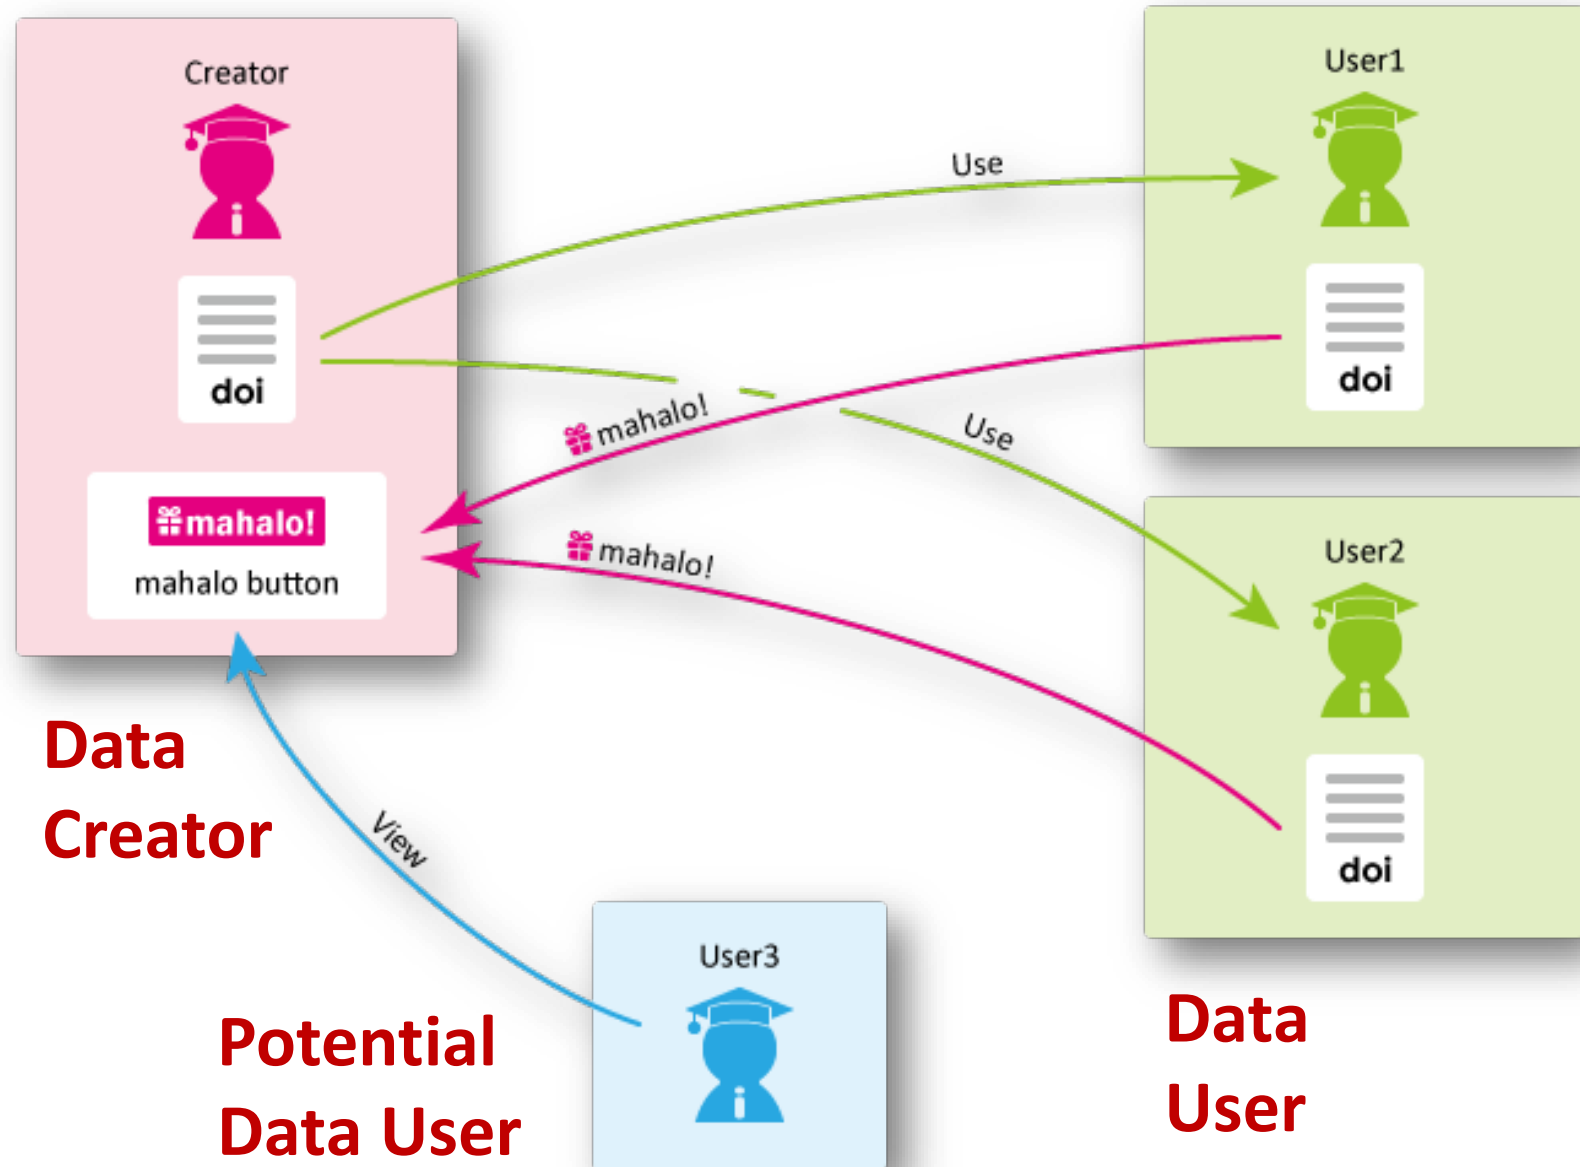 Creator
doi
mahalo!
mahalo button
Use
mahalo!
Use
mahalo!
User1
doi
User2
doi
Data
Creator
View
User3
Potential
Data User
Data
User